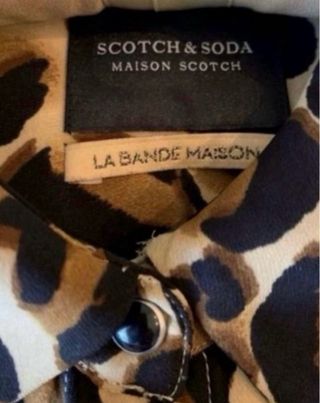 SCOTCH & SODA
MAISON SCOTCH
LA BANDE MAISON